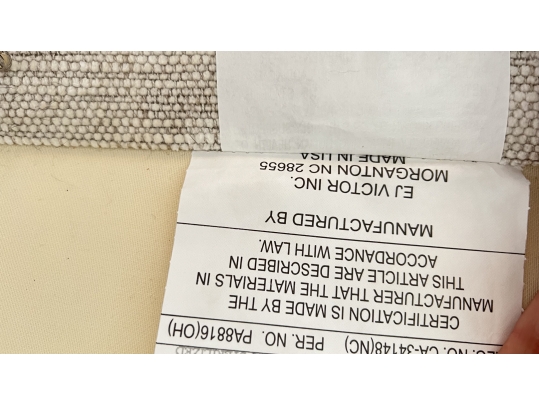 CA-34148(NC) PER. NO. PA8816(OH)
CERTIFICATION IS MADE BY THE
MANUFACTURER THAT THE MATERIALS IN
THIS ARTICLE ARE DESCRIBED IN
ACCORDANCE WITH LAW.
MANUFACTURED BY
EJ VICTOR INC.
MORGANTON NC 28655
MADE IN USA